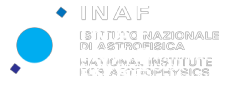 INAF
ISTITUTO NAZIONALE
DI ASTROFISICA
NATIONAL INSTITUTE
FOR ASTROPHYSICS